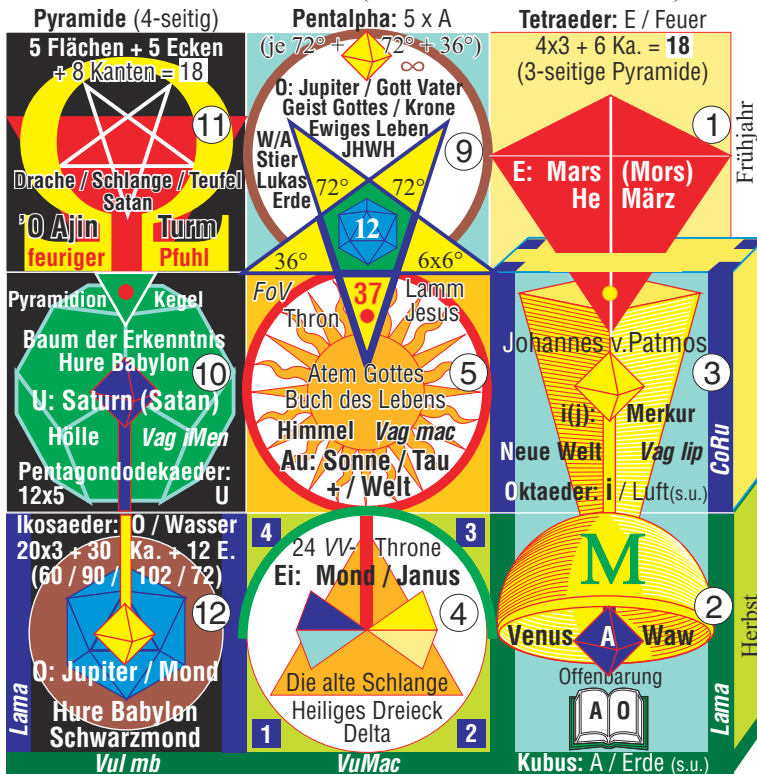 Pyramide (4-seitig)
5 Flächen + 5 Ecken
+ 8 Kanten = 18
11
Drache / Schlange / Teufel
Satan
'O Ajin Turm
feuriger Pfuhl
Pentalpha: 5 x A
(je 72° + 72° + 36°)
∞
O: Jupiter / Gott Vater
Geist Gottes / Krone
Ewiges Leben
JHWH
W/A
Stier
Lukas
Erde
9
72° 72°
12
36° 6x6°
Tetraeder: E / Feuer
4x3 + 6 Ka. = 18
(3-seitige Pyramide)
1
E: Mars (Mors)
He März
Frühjahr
Pyramidion Kegel
Baum der Erkenntnis
Hure Babylon
10
U: Saturn (Satan)
Hölle Vag iMen
Pentagondodekaeder:
12x5 U
FoV 37 Lamm
Thron Jesus
Atem Gottes
5
Buch des Lebens
Himmel Vag mac
Au: Sonne / Tau
+ / Welt
Johannes v.Patmos
3
i(j): Merkur
Neue Welt Vag lip
Oktaeder: i / Luft(s.u.)
CoRu
Ikosaeder: O / Wasser
20x3 + 30 Ka. + 12 E.
(60 / 90 / 102 / 72)
12
O: Jupiter / Mond
Hure Babylon
Schwarzmond
Lama
Vul mb
4 3
24 VV- Throne
Ei: Mond / Janus
4
Die alte Schlange
Heiliges Dreieck
Delta
1 2
VuMac
M
2
Venus A Waw
Offenbarung
A O
Kubus: A / Erde (s.u.)
Lama
Herbst